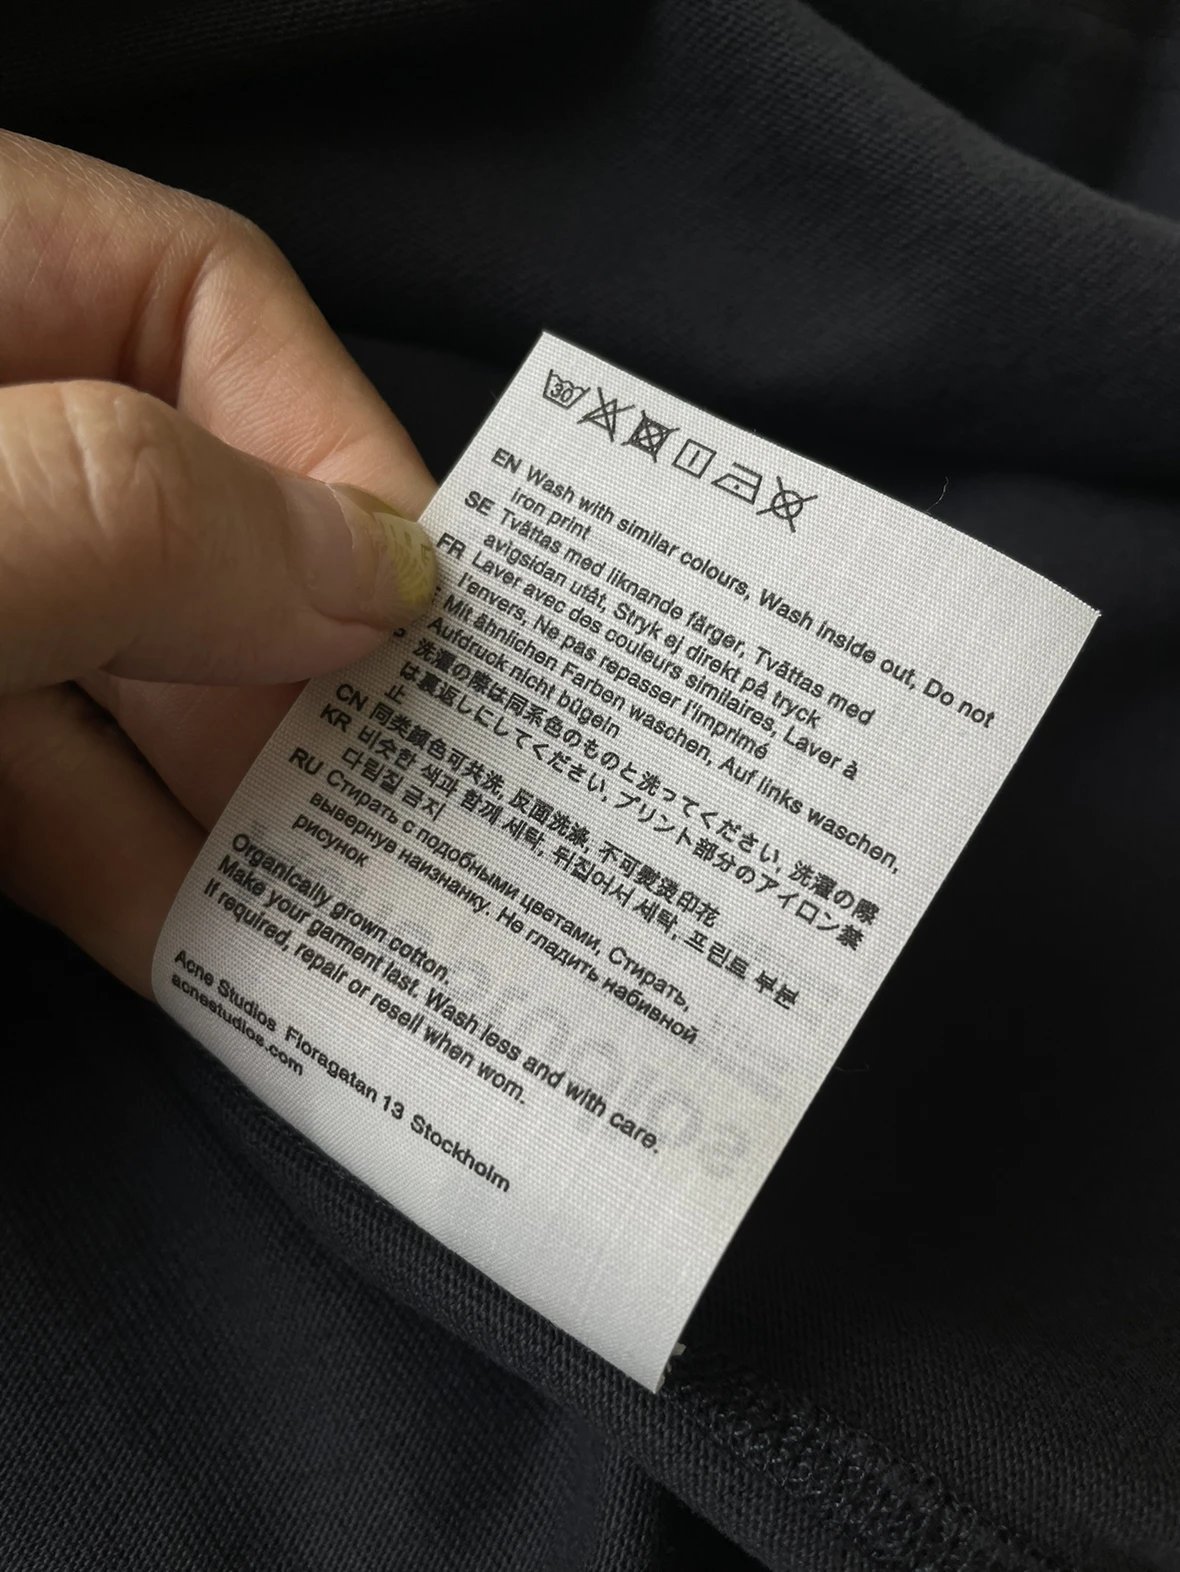 30
EN Wash with similar colours, Wash inside out, Do not
iron print
SE Tvättas med liknande färger, Tvättas med
avigsidan utåt, Stryk ej direkt på tryck
FR Laver avec des couleurs similaires, Laver à
l'envers, Ne pas repasser l'imprimé
Mit ähnlichen Farben waschen, Auf links waschen,
Aufdruck nicht bügeln
洗濯の際は同系色のものと洗ってください, 洗濯の際
は裏返しにしてください, プリント部分のアイロン禁
止
CN 同类颜色可共洗, 反面洗涤, 不可熨烫印花
KR 비슷한 색과 함께 세탁, 뒤집어서 세탁, 프린트 부분
다림질 금지
RU Стирать с подобными цветами, Стирать,
вывернув наизнанку. Не гладить набивной
рисунок
Organically grown cotton.
Make your garment last. Wash less and with care.
If required, repair or resell when worn.
Acne Studios Floragatan 13 Stockholm
acnestudios.com